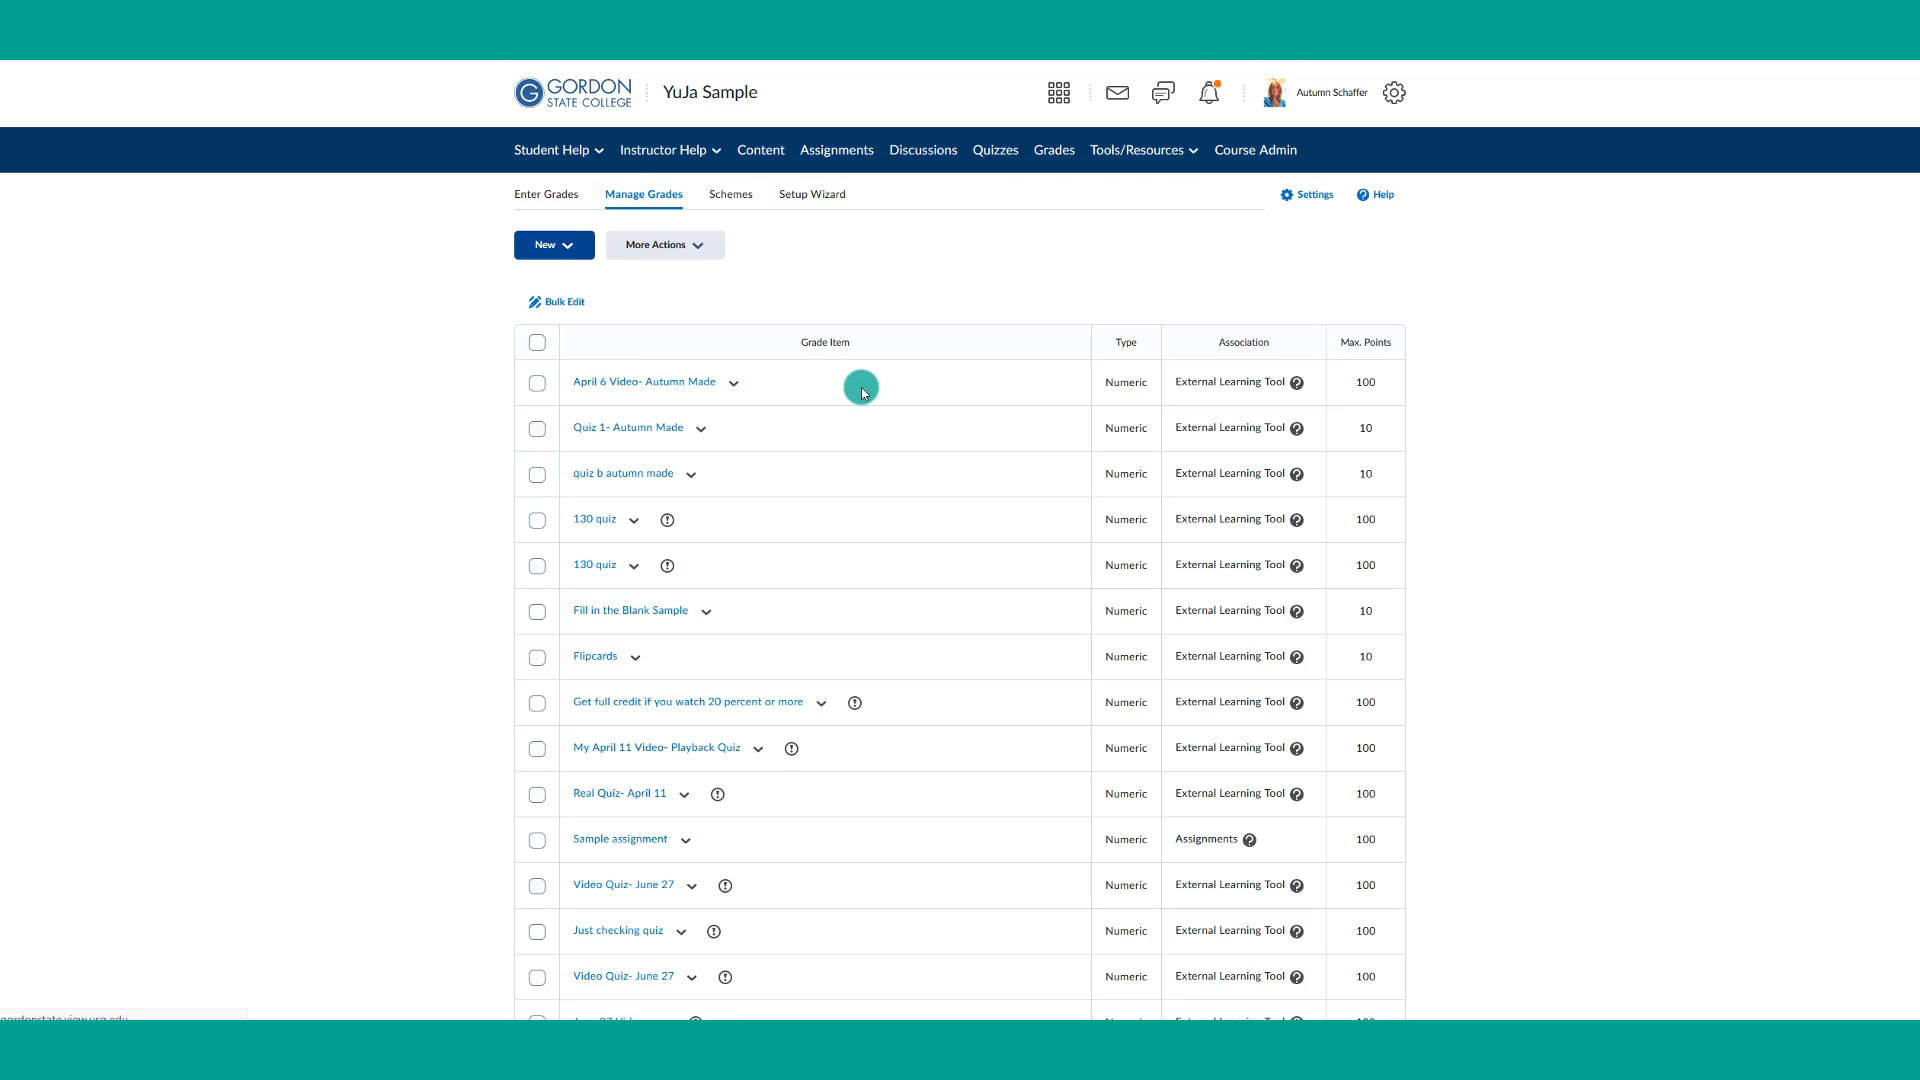 GORDON
STATE COLLEGE
YuJa Sample
Autumn Schaffer
Student Help Instructor Help Content Assignments Discussions Quizzes Grades Tools/Resources Course Admin
Enter Grades Manage Grades Schemes Setup Wizard Settings Help
New More Actions
Bulk Edit
Grade Item Type Association Max. Points
April 6 Video- Autumn Made Numeric External Learning Tool 100
Quiz 1- Autumn Made Numeric External Learning Tool 10
quiz b autumn made Numeric External Learning Tool 10
130 quiz Numeric External Learning Tool 100
130 quiz Numeric External Learning Tool 100
Fill in the Blank Sample Numeric External Learning Tool 10
Flipcards Numeric External Learning Tool 10
Get full credit if you watch 20 percent or more Numeric External Learning Tool 100
My April 11 Video- Playback Quiz Numeric External Learning Tool 100
Real Quiz- April 11 Numeric External Learning Tool 100
Sample assignment Numeric Assignments 100
Video Quiz- June 27 Numeric External Learning Tool 100
Just checking quiz Numeric External Learning Tool 100
Video Quiz- June 27 Numeric External Learning Tool 100